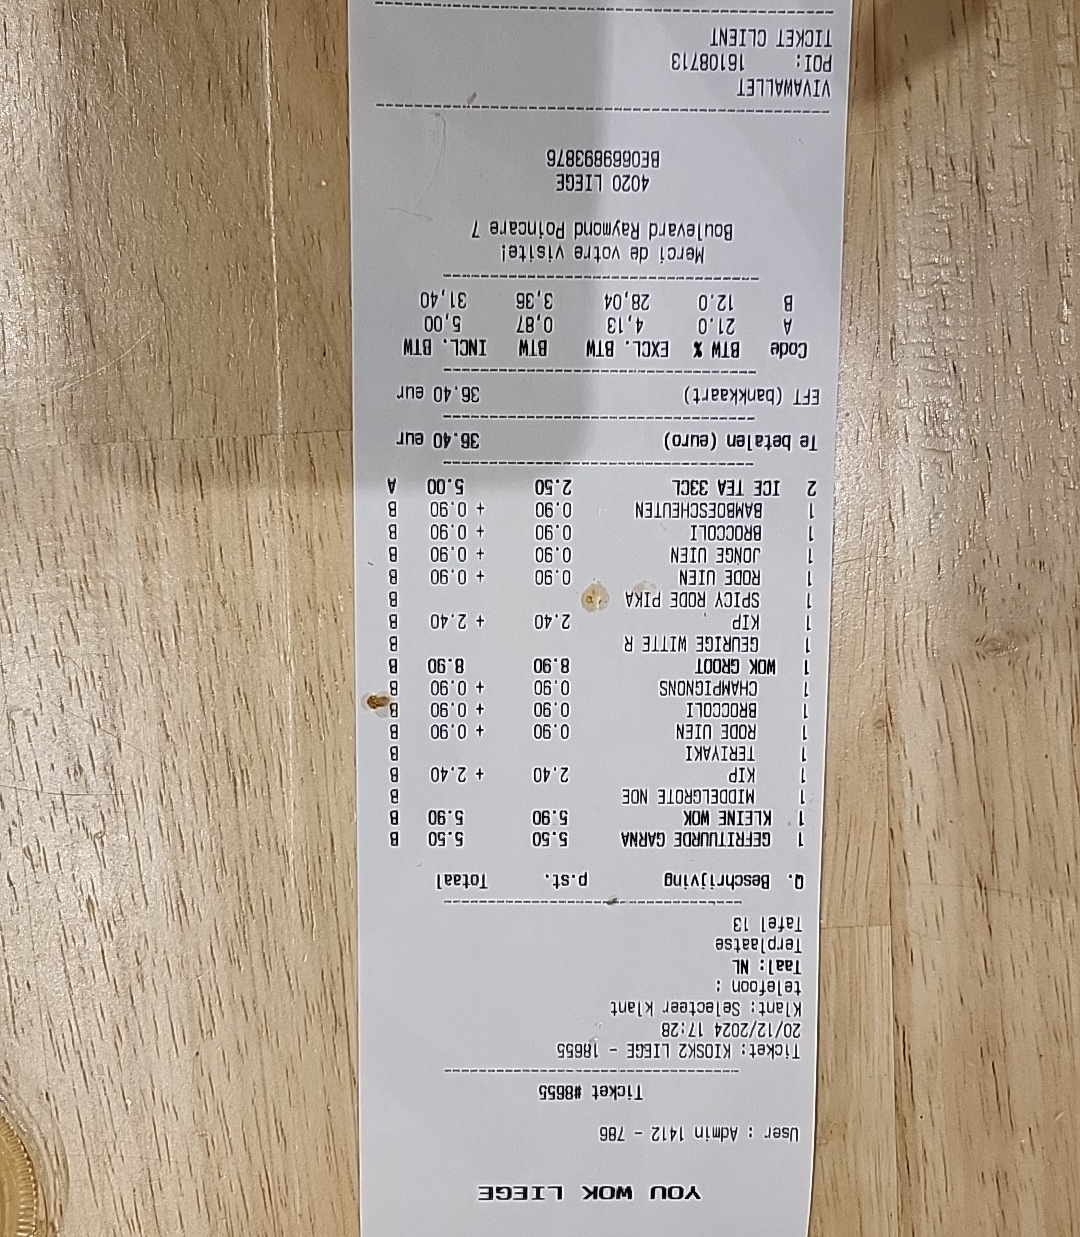 YOU WOK LIEGE
User : Admin 1412 - 786
Ticket #8655
Ticket: KIOSK2 LIEGE - 18655
20/12/2024 17:28
Klant: Selecteer klant
telefoon :
Taal: NL
Terplaatse
Tafel 13
Q. Beschrijving p.st. Totaal
1 GEFRITUURDE GARNA 5.50 5.50 B
1 KLEINE WOK 5.90 5.90 B
1 MIDDELGROTE NOE B
1 KIP 2.40 + 2.40 B
1 TERIYAKI B
1 RODE UIEN 0.90 + 0.90 B
1 BROCCOLI 0.90 + 0.90 B
1 CHAMPIGNONS 0.90 + 0.90 B
1 WOK GROOT 8.90 8.90 B
1 GEURIGE WITTE R B
1 KIP 2.40 + 2.40 B
1 SPICY RODE PIKA B
1 RODE UIEN 0.90 + 0.90 B
1 JONGE UIEN 0.90 + 0.90 B
1 BROCCOLI 0.90 + 0.90 B
1 BAMBOESCHEUTEN 0.90 + 0.90 B
2 ICE TEA 33CL 2.50 5.00 A
Te betalen (euro) 36.40 eur
EFT (bankkaart) 36.40 eur
Code BTW % EXCL. BTW BTW INCL. BTW
A 21.0 4,13 0,87 5,00
B 12.0 28,04 3,36 31,40
Merci de votre visite!
Boulevard Raymond Poincare 7
4020 LIEGE
BE0669893876
VIVAWALLET
POI: 16108713
TICKET CLIENT